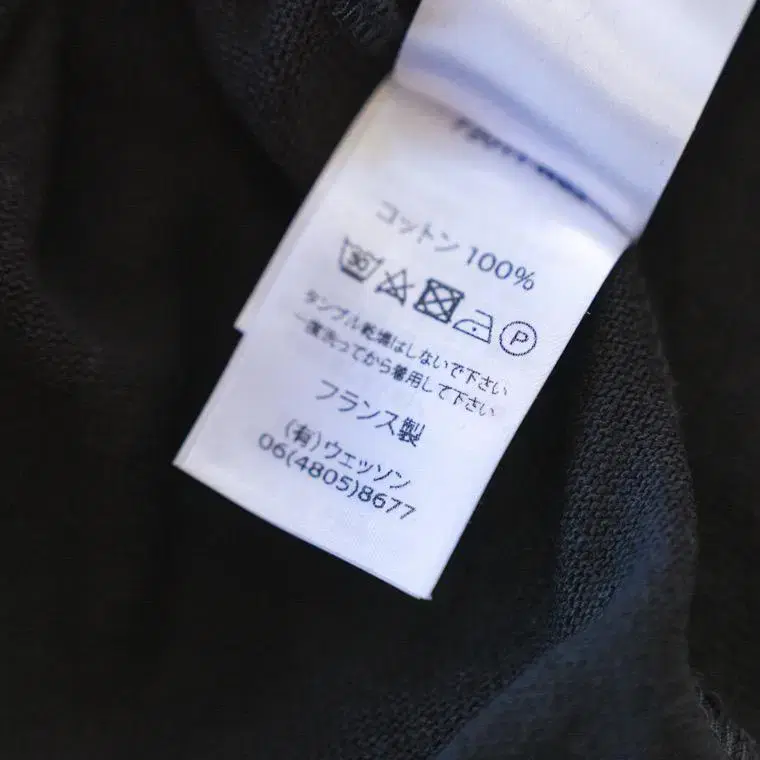 コットン 100%
30
P
タンブル乾燥はしないで下さい
一度洗ってから着用して下さい
フランス製
(有)ウェッソン
06(4805)8677